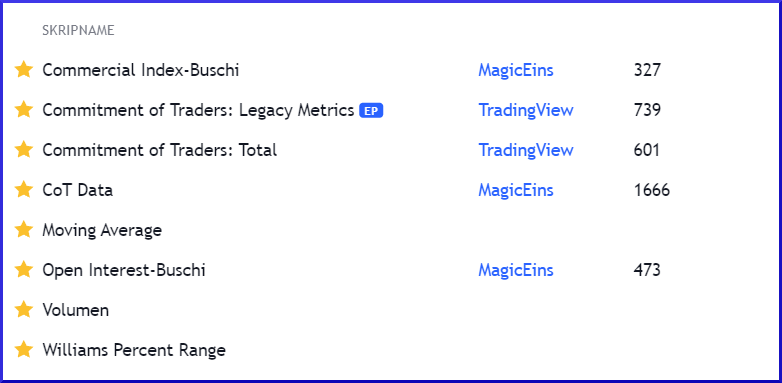 SKRIPNAME
Commercial Index-Buschi MagicEins 327
Commitment of Traders: Legacy Metrics EP TradingView 739
Commitment of Traders: Total TradingView 601
CoT Data MagicEins 1666
Moving Average
Open Interest-Buschi MagicEins 473
Volumen
Williams Percent Range